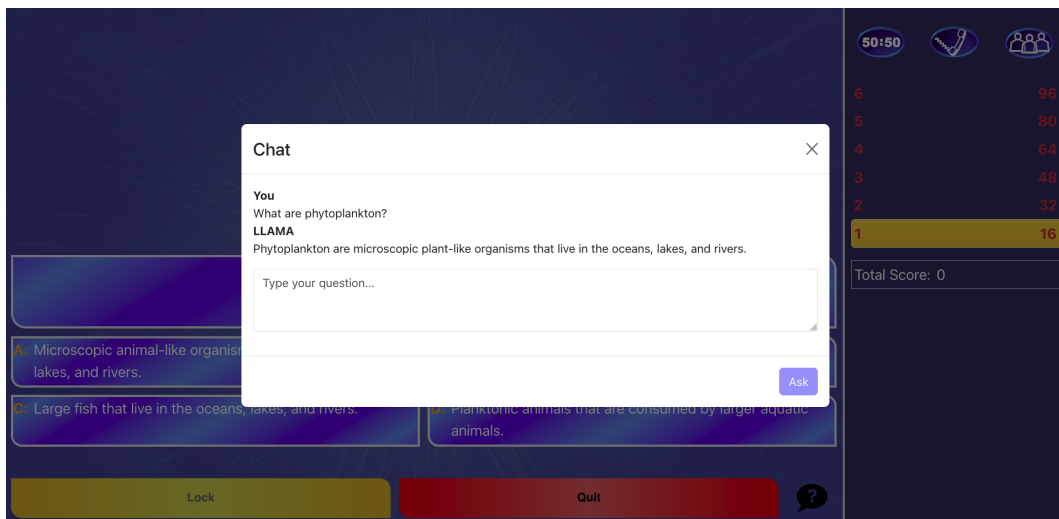 50:50
6 96
5 80
4 64
3 48
2 32
1 16
Total Score: 0
Chat
You
What are phytoplankton?
LLAMA
Phytoplankton are microscopic plant-like organisms that live in the oceans, lakes, and rivers.
Type your question...
Ask
A: Microscopic animal-like organis
lakes, and rivers.
C: Large fish that live in the oceans, lakes, and rivers.
D: Planktonic animals that are consumed by larger aquatic
animals.
Lock
Quit
?